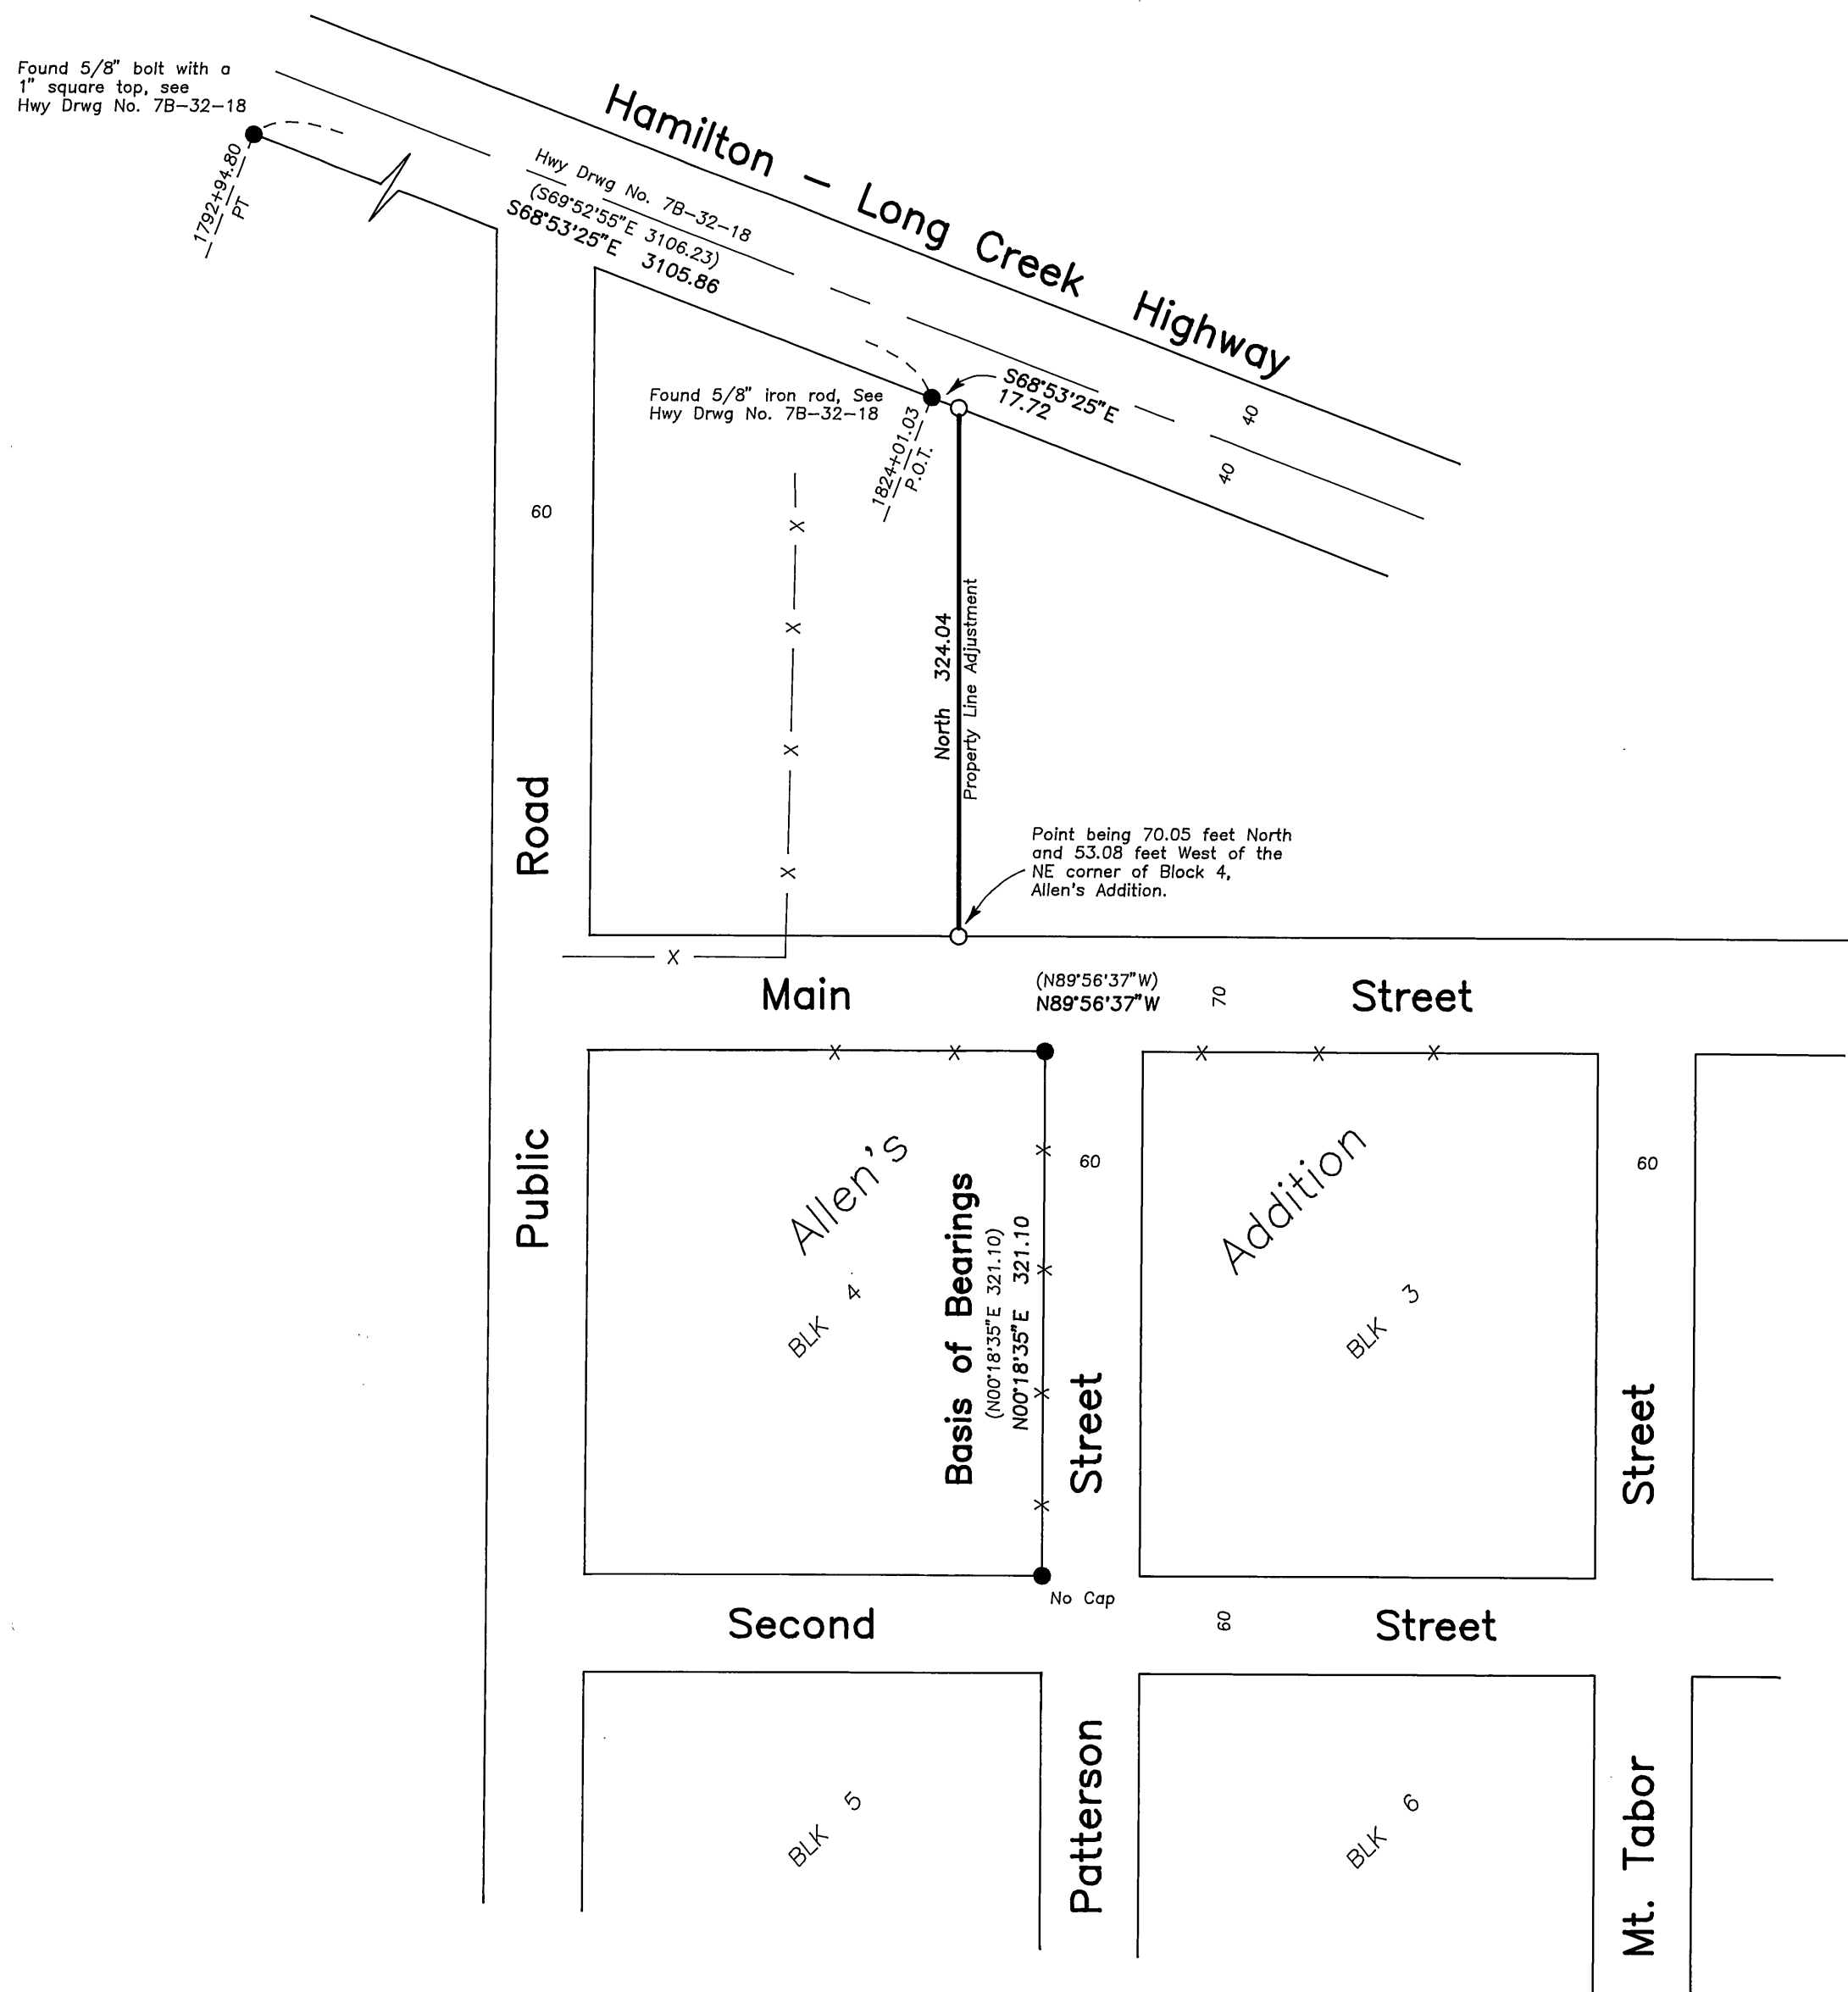 Found 5/8" bolt with a
1" square top, see
Hwy Drwg No. 7B-32-18
1792+94.80
PT
Hamilton - Long Creek Highway
Hwy Drwg No. 7B-32-18
(S69°52'55"E 3106.23)
S68°53'25"E 3105.86
Found 5/8" iron rod, See
Hwy Drwg No. 7B-32-18
1824+01.03
P.O.T.
S68°53'25"E
17.72
40
40
60
North 324.04
Property Line Adjustment
Point being 70.05 feet North
and 53.08 feet West of the
NE corner of Block 4,
Allen's Addition.
Public Road
X
X
X
X
X
Main Street
(N89°56'37"W)
N89°56'37"W
70
X X
X X X
Allen's Addition
BLK 4
Basis of Bearings
(N00°18'35"E 321.10)
N00°18'35"E 321.10
X
X
X
X
60
BLK 3
60
No Cap
Second Street
60
BLK 5
Patterson Street
BLK 6
Mt. Tabor Street